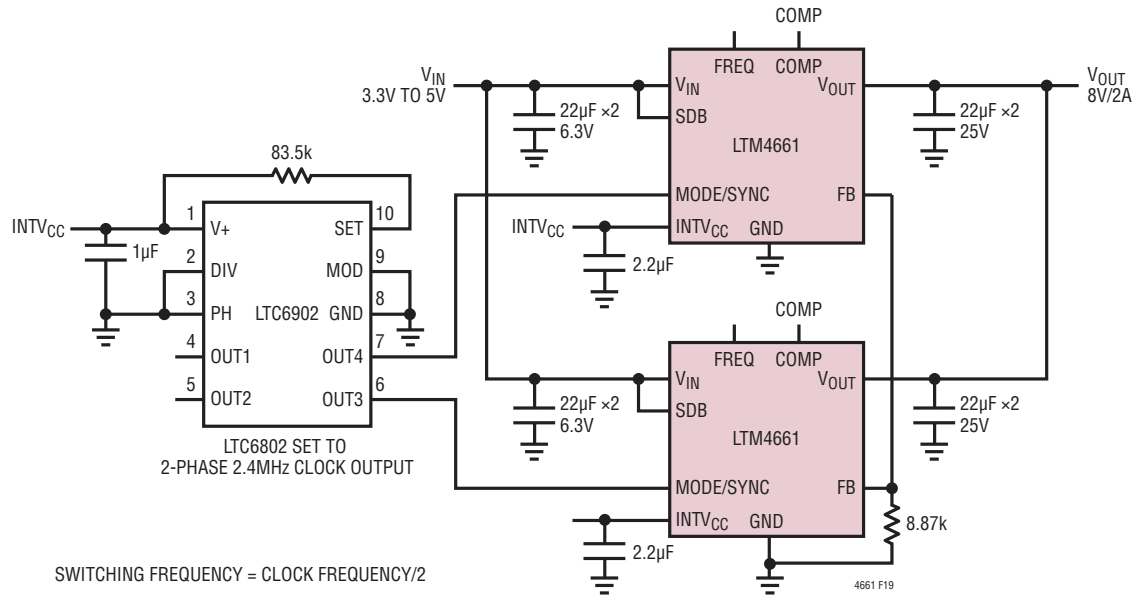 COMP
FREQ COMP
V_IN
3.3V TO 5V
V_IN
V_OUT
V_OUT
8V/2A
22µF ×2
6.3V
SDB
22µF ×2
25V
LTM4661
83.5k
MODE/SYNC
FB
1
10
INTV_CC
V+
SET
INTV_CC
INTV_CC
GND
1µF
2
9
DIV
MOD
2.2µF
3
8
PH
LTC6902
GND
4
7
OUT1
OUT4
COMP
FREQ COMP
5
6
OUT2
OUT3
V_IN
V_OUT
22µF ×2
6.3V
SDB
22µF ×2
25V
LTM4661
LTC6802 SET TO
2-PHASE 2.4MHz CLOCK OUTPUT
MODE/SYNC
FB
INTV_CC
GND
8.87k
2.2µF
SWITCHING FREQUENCY = CLOCK FREQUENCY/2
4661 F19